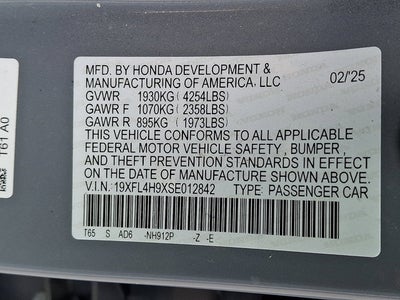 MFD. BY HONDA DEVELOPMENT &
MANUFACTURING OF AMERICA, LLC 02/'25
GVWR 1930KG(4254LBS)
GAWR F 1070KG(2358LBS)
GAWR R 895KG(1973LBS)
THIS VEHICLE CONFORMS TO ALL APPLICABLE
FEDERAL MOTOR VEHICLE SAFETY, BUMPER,
AND THEFT PREVENTION STANDARDS IN EFFECT
ON THE DATE OF MANUFACTURE SHOWN ABOVE.
V.I.N. 19XFL4H9XSE012842 TYPE: PASSENGER CAR
T65 S AD6 -NH912P -Z -E
T61 A0